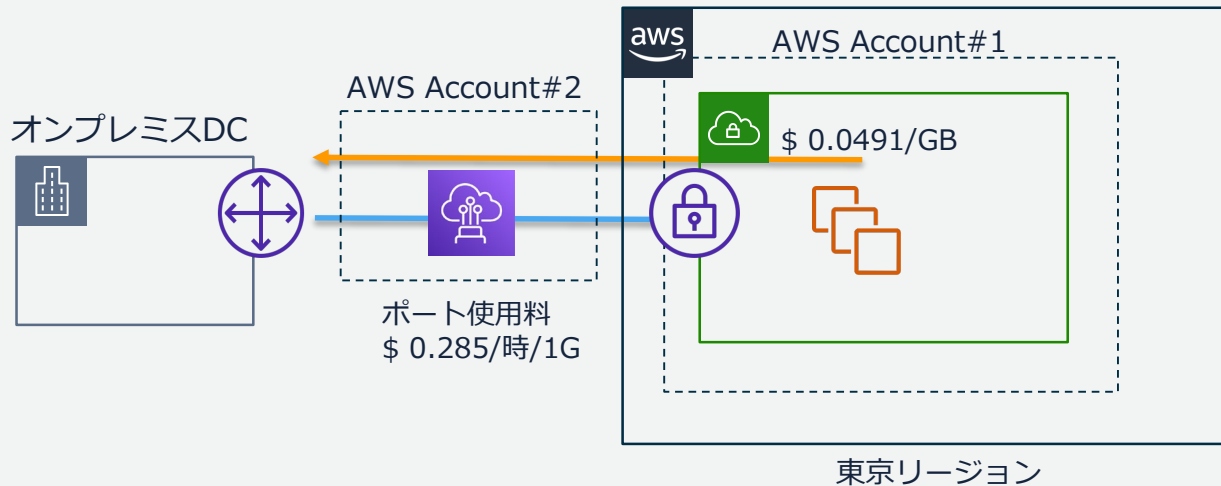 aws
AWS Account#1
AWS Account#2
オンプレミスDC
$ 0.0491/GB
ポート使用料
$ 0.285/時/1G
東京リージョン